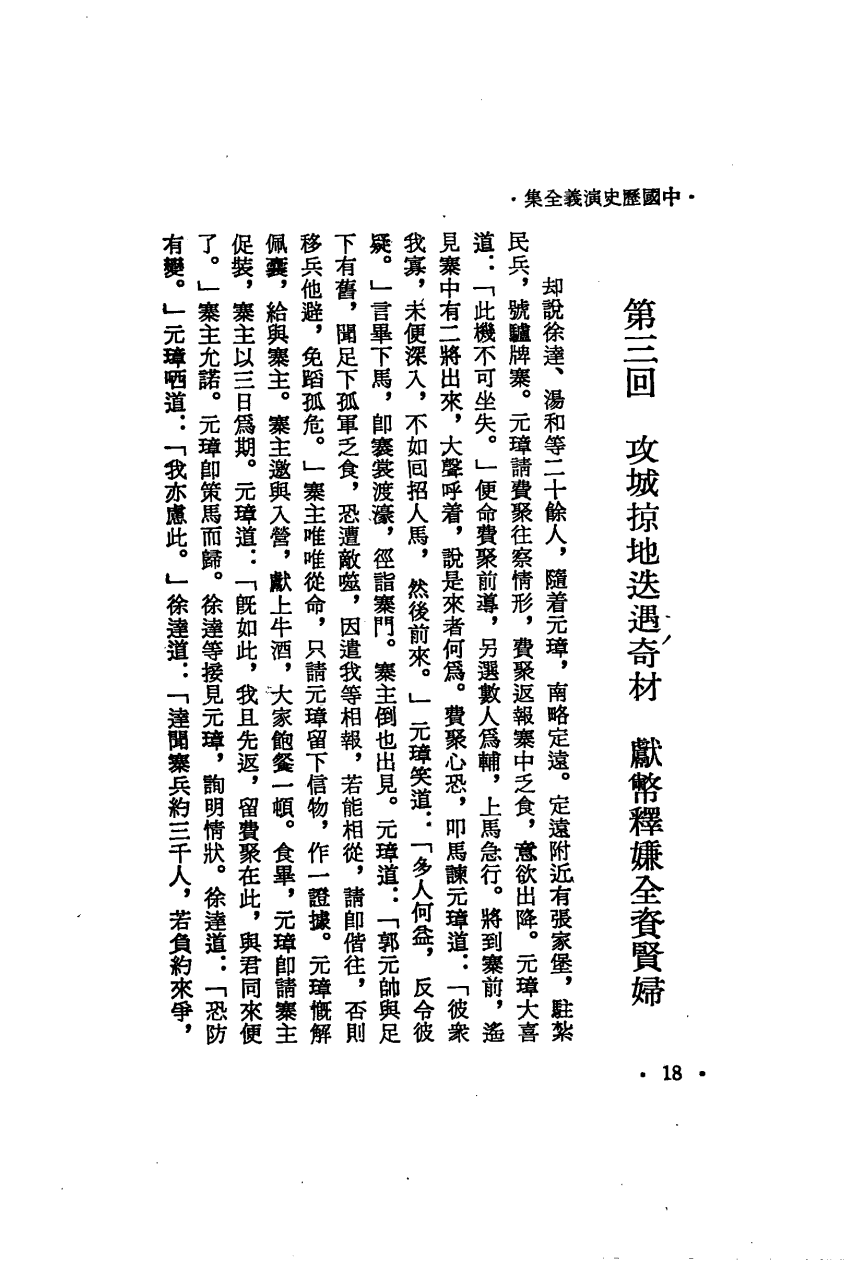 ·中國歷史演義全集·
第三回　攻城掠地迭遇奇材　獻幣釋嫌全資賢婦
却說徐達、湯和等二十餘人，隨着元璋，南略定遠。定遠附近有張家堡，駐紮
民兵，號驢牌寨。元璋請費聚往察情形，費聚返報寨中乏食，意欲出降。元璋大喜
道：「此機不可坐失。」便命費聚前導，另選數人爲輔，上馬急行。將到寨前，遙
見寨中有二將出來，大聲呼着，說是來者何爲。費聚心恐，叩馬諫元璋道：「彼衆
我寡，未便深入，不如回招人馬，然後前來。」元璋笑道：「多人何益，反令彼
疑。」言畢下馬，卽褰裳渡濠，徑詣寨門。寨主倒也出見。元璋道：「郭元帥與足
下有舊，聞足下孤軍乏食，恐遭敵噬，因遣我等相報，若能相從，請卽偕往，否則
移兵他避，免蹈孤危。」寨主唯唯從命，只請元璋留下信物，作一證據。元璋慨解
佩囊，給與寨主。寨主邀與入營，獻上牛酒，大家飽餐一頓。食畢，元璋卽請寨主
促裝，寨主以三日爲期。元璋道：「旣如此，我且先返，留費聚在此，與君同來便
了。」寨主允諾。元璋卽策馬而歸。徐達等接見元璋，詢明情狀。徐達道：「恐防
有變。」元璋哂道：「我亦慮此。」徐達道：「達聞寨兵約三千人，若負約來爭，
·18·